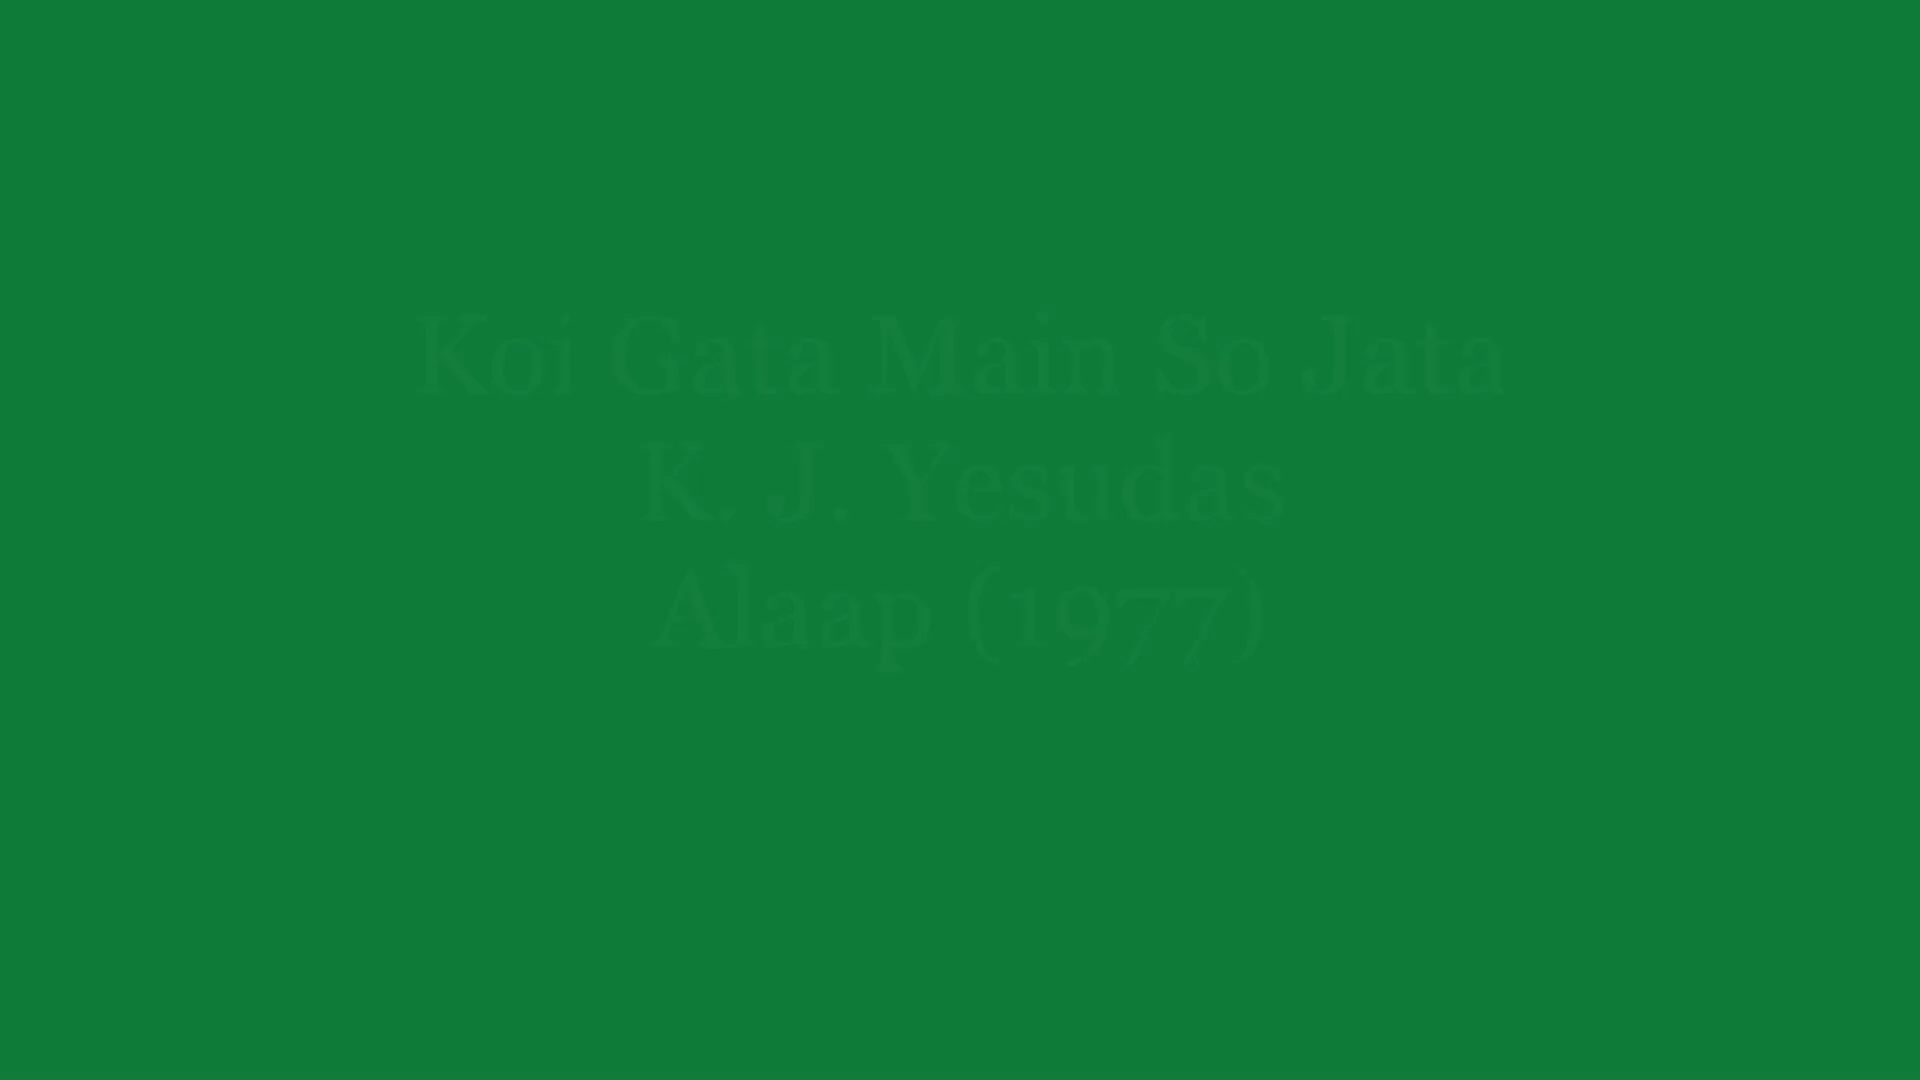 Koi Gata Main So Jata
K. J. Yesudas
Alaap (1977)